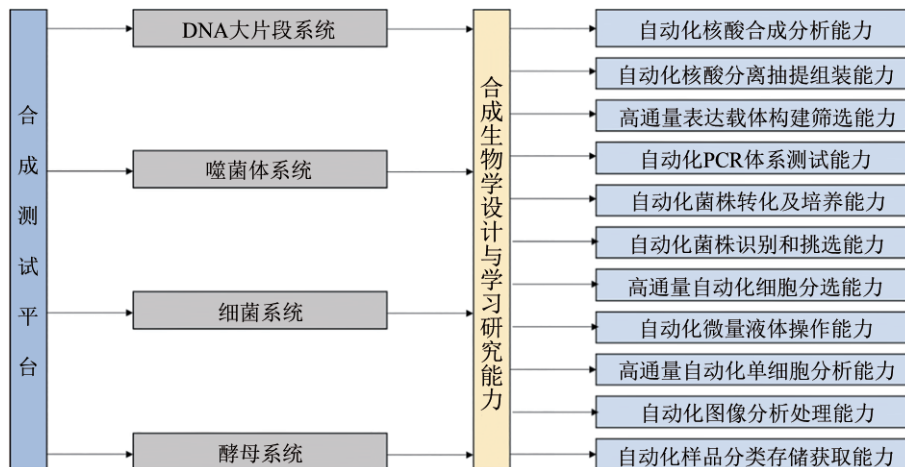 合成测试平台
DNA大片段系统
噬菌体系统
细菌系统
酵母系统
合成生物学设计与学习研究能力
自动化核酸合成分析能力
自动化核酸分离抽提组装能力
高通量表达载体构建筛选能力
自动化PCR体系测试能力
自动化菌株转化及培养能力
自动化菌株识别和挑选能力
高通量自动化细胞分选能力
自动化微量液体操作能力
高通量自动化单细胞分析能力
自动化图像分析处理能力
自动化样品分类存储获取能力